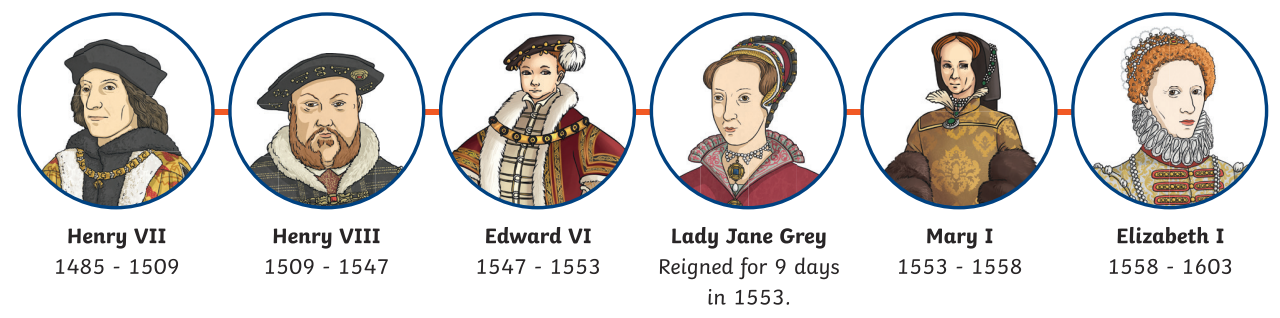 Henry VII
1485 - 1509
Henry VIII
1509 - 1547
Edward VI
1547 - 1553
Lady Jane Grey
Reigned for 9 days
in 1553.
Mary I
1553 - 1558
Elizabeth I
1558 - 1603